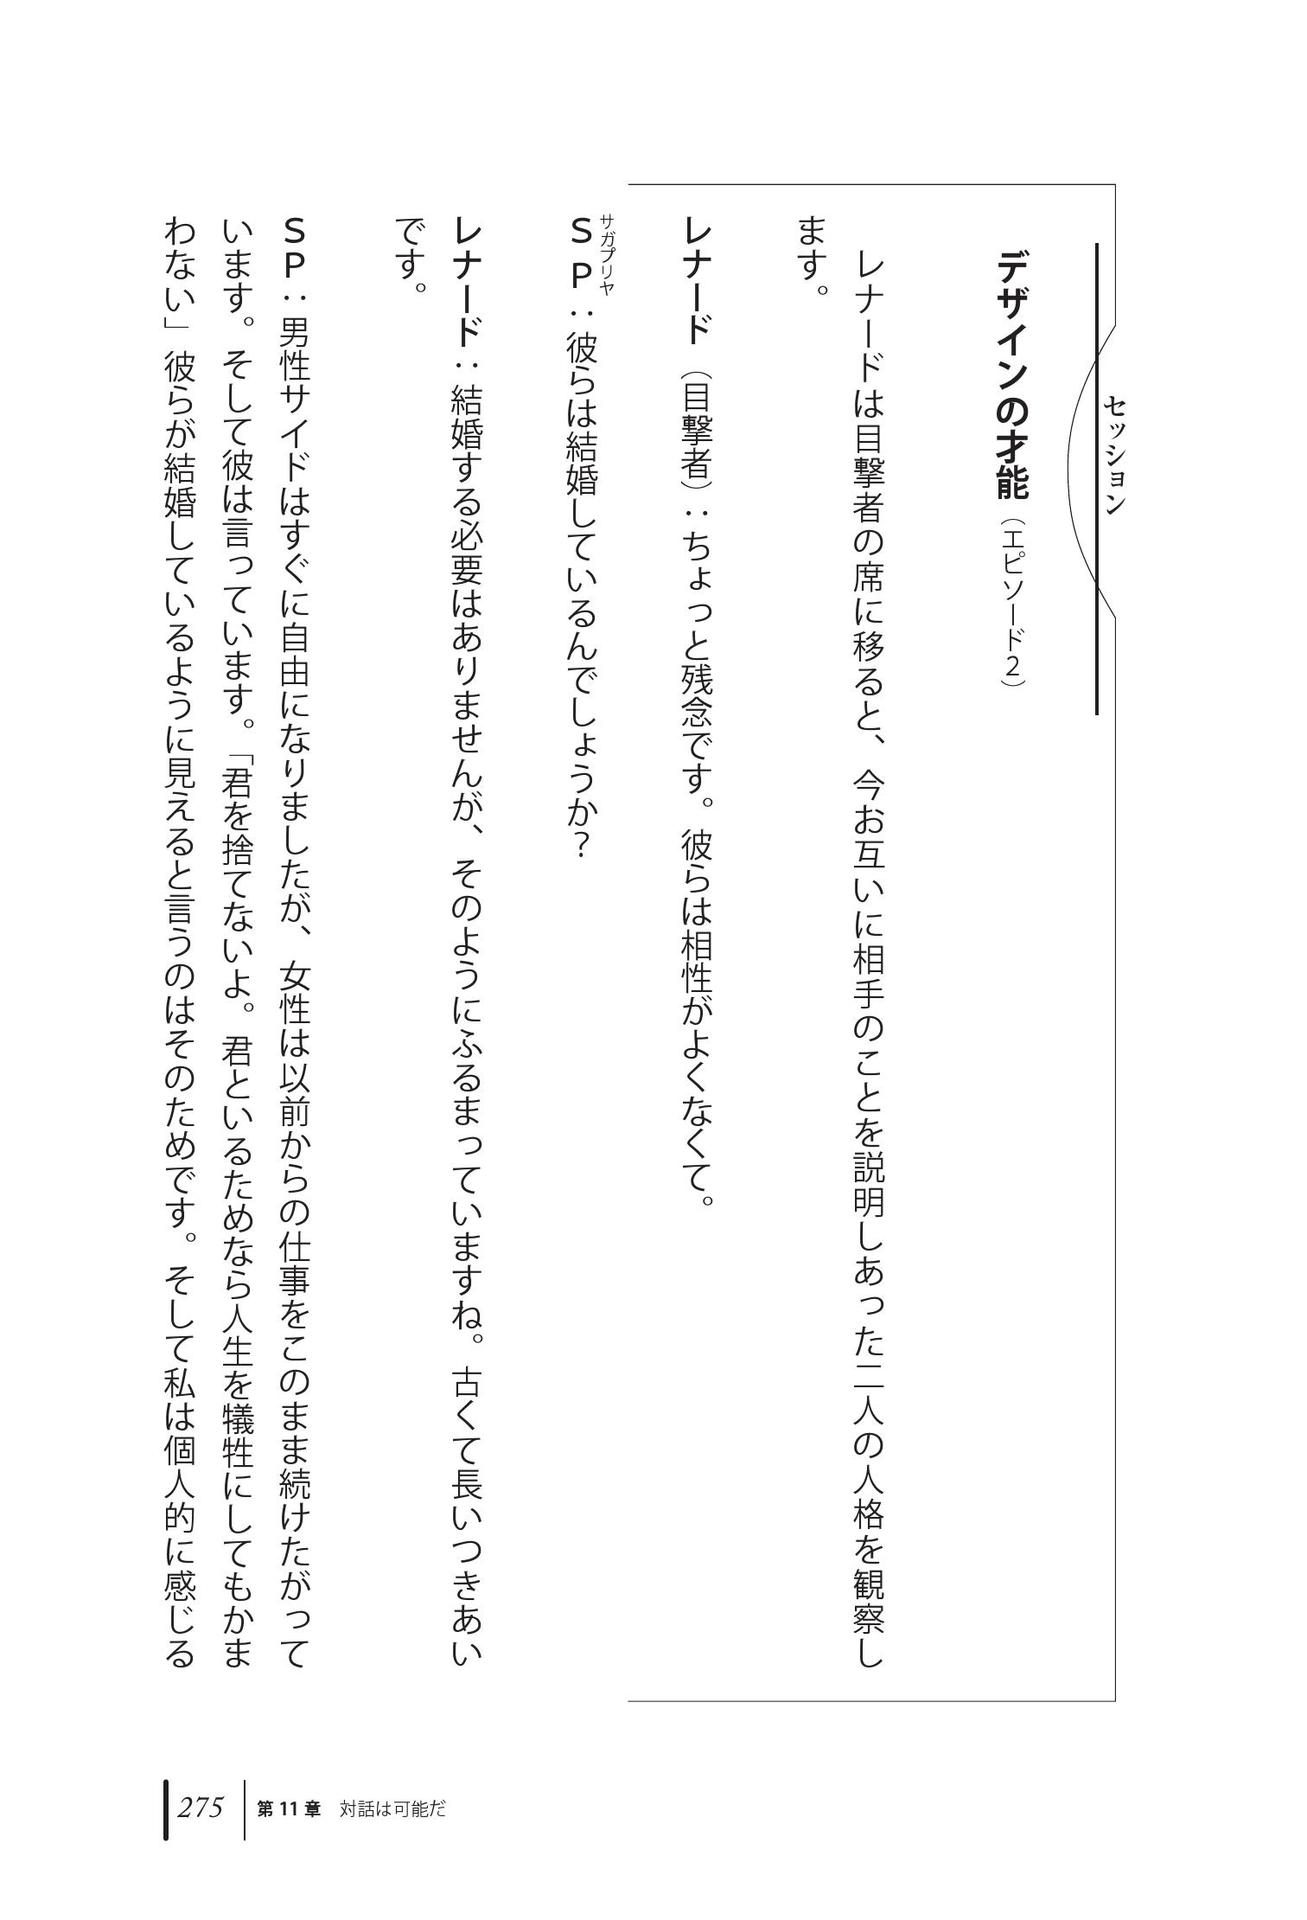 セッション
デザインの才能（エピソード2）
レナードは目撃者の席に移ると、今お互いに相手のことを説明しあった二人の人格を観察し
ます。
レナード（目撃者）：ちょっと残念です。彼らは相性がよくなくて。
サガプリヤ
ＳＰ：彼らは結婚しているんでしょうか？
レナード：結婚する必要はありませんが、そのようにふるまっていますね。古くて長いつきあい
です。
ＳＰ：男性サイドはすぐに自由になりましたが、女性は以前からの仕事をこのまま続けたがって
います。そして彼は言っています。「君を捨てないよ。君といるためなら人生を犠牲にしてもかま
わない」彼らが結婚しているように見えると言うのはそのためです。そして私は個人的に感じる
275 第11章 対話は可能だ